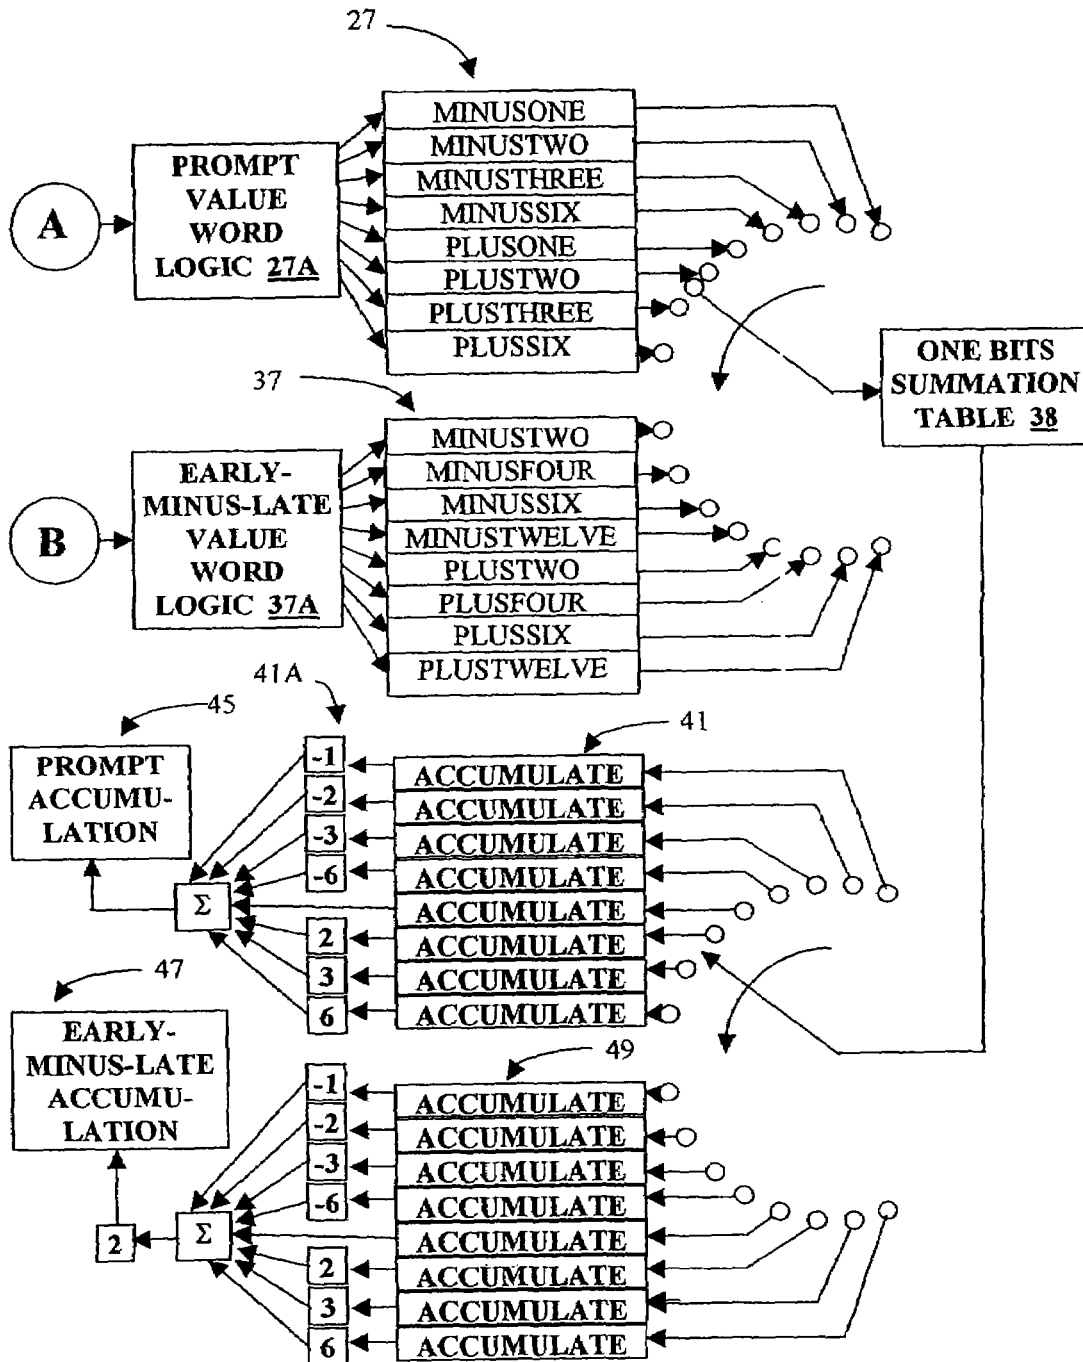 27
A
PROMPT
VALUE
WORD
LOGIC 27A
MINUSONE
MINUSTWO
MINUSTHREE
MINUSSIX
PLUSONE
PLUSTWO
PLUSTHREE
PLUSSIX
ONE BITS
SUMMATION
TABLE 38
37
B
EARLY-
MINUS-LATE
VALUE
WORD
LOGIC 37A
MINUSTWO
MINUSFOUR
MINUSSIX
MINUSTWELVE
PLUSTWO
PLUSFOUR
PLUSSIX
PLUSTWELVE
45
41A
41
PROMPT
ACCUMU-
LATION
Σ
-1
-2
-3
-6
2
3
6
ACCUMULATE
ACCUMULATE
ACCUMULATE
ACCUMULATE
ACCUMULATE
ACCUMULATE
ACCUMULATE
ACCUMULATE
47
49
EARLY-
MINUS-LATE
ACCUMU-
LATION
2
Σ
-1
-2
-3
-6
2
3
6
ACCUMULATE
ACCUMULATE
ACCUMULATE
ACCUMULATE
ACCUMULATE
ACCUMULATE
ACCUMULATE
ACCUMULATE